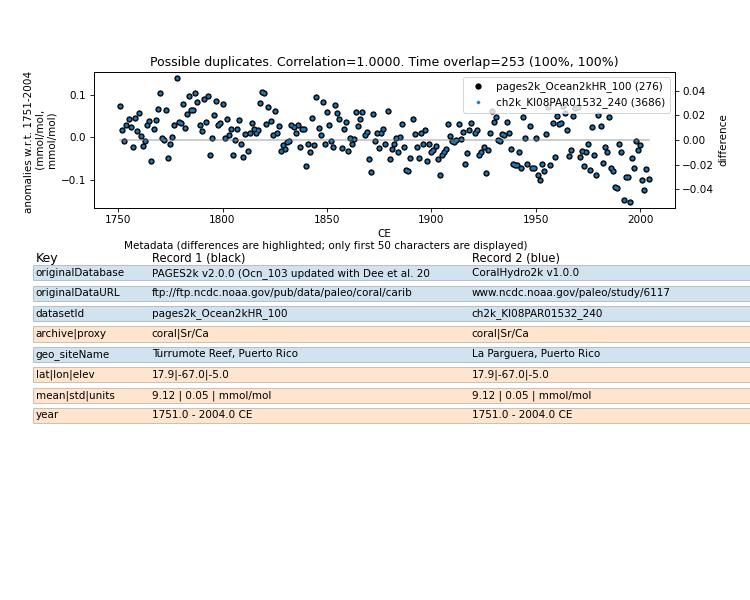 Possible duplicates. Correlation=1.0000. Time overlap=253 (100%, 100%)
anomalies w.r.t. 1751-2004
(mmol/mol,
mmol/mol)
0.1
0.0
−0.1
pages2k_Ocean2kHR_100 (276)
ch2k_KI08PAR01532_240 (3686)
0.04
0.02
0.00
−0.02
−0.04
difference
1750
1800
1850
1900
1950
2000
CE
Metadata (differences are highlighted; only first 50 characters are displayed)
Key Record 1 (black) Record 2 (blue)
originalDatabase PAGES2k v2.0.0 (Ocn_103 updated with Dee et al. 20 CoralHydro2k v1.0.0
originalDataURL ftp://ftp.ncdc.noaa.gov/pub/data/paleo/coral/carib www.ncdc.noaa.gov/paleo/study/6117
datasetId pages2k_Ocean2kHR_100 ch2k_KI08PAR01532_240
archive|proxy coral|Sr/Ca coral|Sr/Ca
geo_siteName Turrumote Reef, Puerto Rico La Parguera, Puerto Rico
lat|lon|elev 17.9|-67.0|-5.0 17.9|-67.0|-5.0
mean|std|units 9.12 | 0.05 | mmol/mol 9.12 | 0.05 | mmol/mol
year 1751.0 - 2004.0 CE 1751.0 - 2004.0 CE